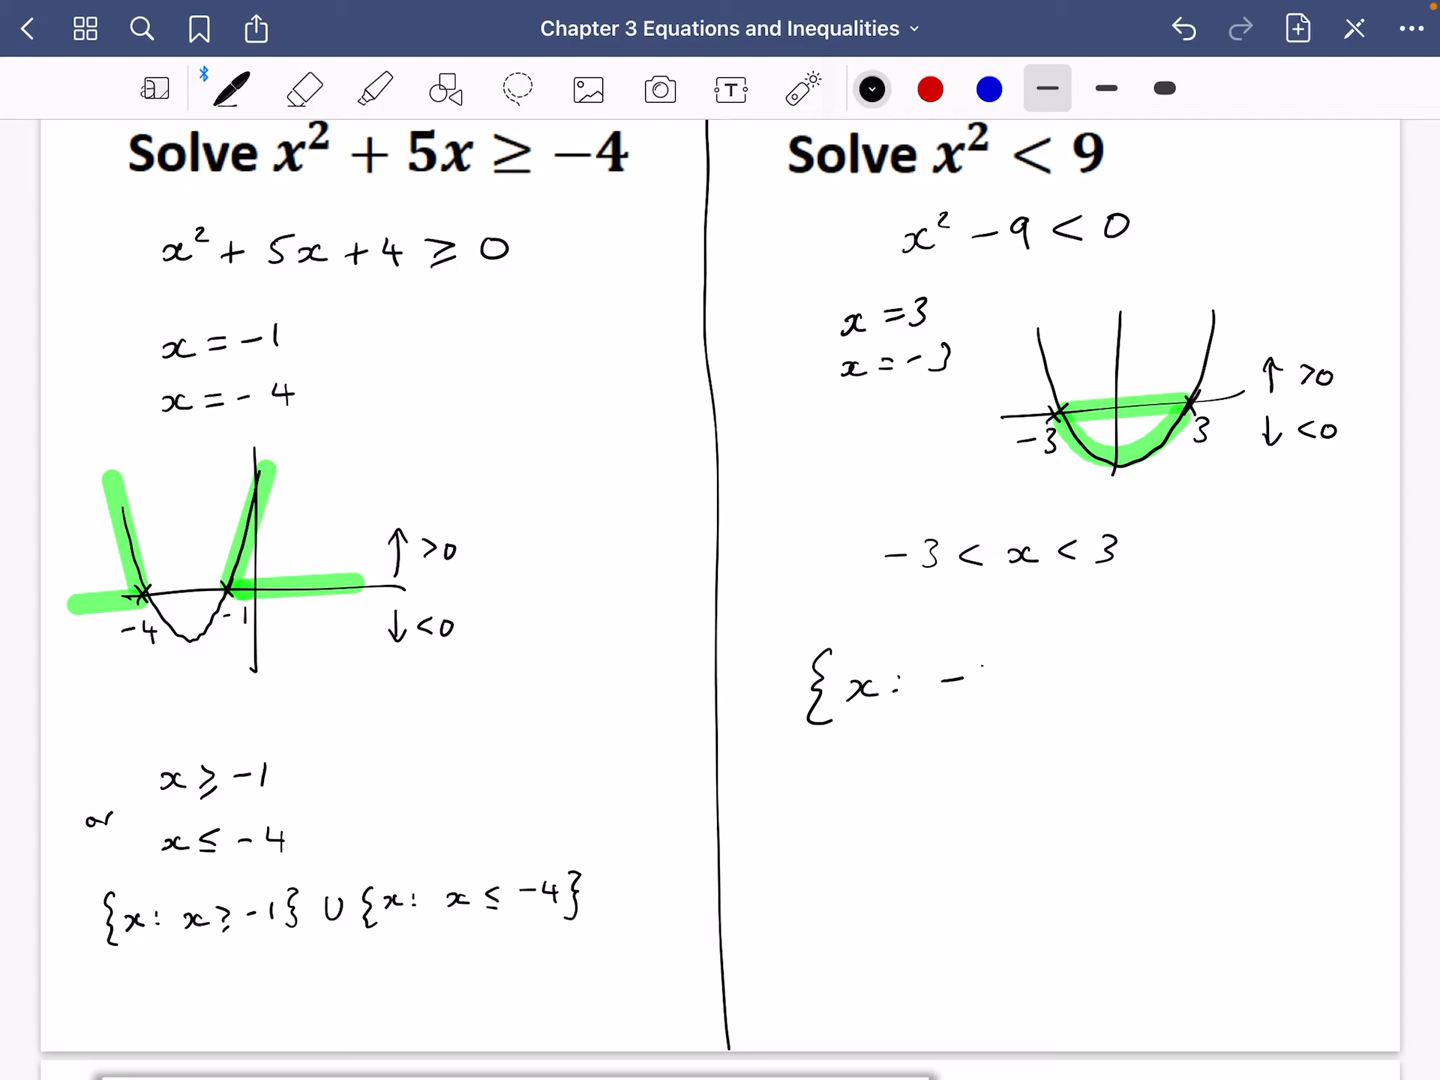 Chapter 3 Equations and Inequalities
Solve x² + 5x ≥ −4
x² + 5x + 4 ≥ 0
x = -1
x = - 4
-4
-1
↑ >0
↓ <0
x ≥ -1
or
x ≤ - 4
{x: x ≥ -1} ∪ {x: x ≤ -4}
Solve x² < 9
x² - 9 < 0
x = 3
x = -3
-3
3
↑ >0
↓ <0
-3 < x < 3
{x: -